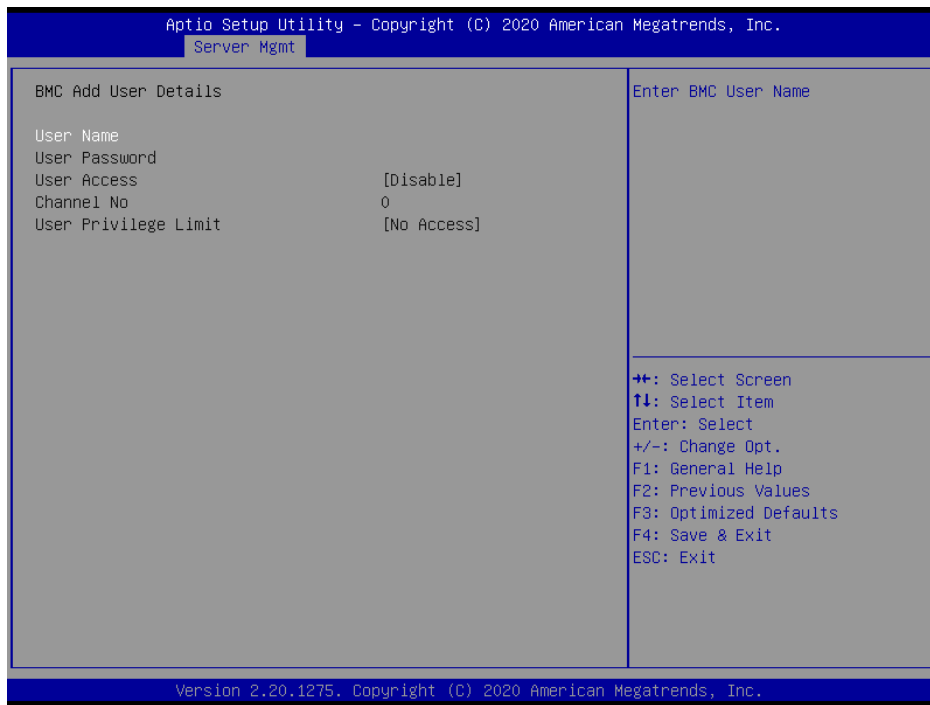 Aptio Setup Utility – Copyright (C) 2020 American Megatrends, Inc.
Server Mgmt
BMC Add User Details
User Name
User Password
User Access [Disable]
Channel No 0
User Privilege Limit [No Access]
Enter BMC User Name
→←: Select Screen
↑↓: Select Item
Enter: Select
+/-: Change Opt.
F1: General Help
F2: Previous Values
F3: Optimized Defaults
F4: Save & Exit
ESC: Exit
Version 2.20.1275. Copyright (C) 2020 American Megatrends, Inc.